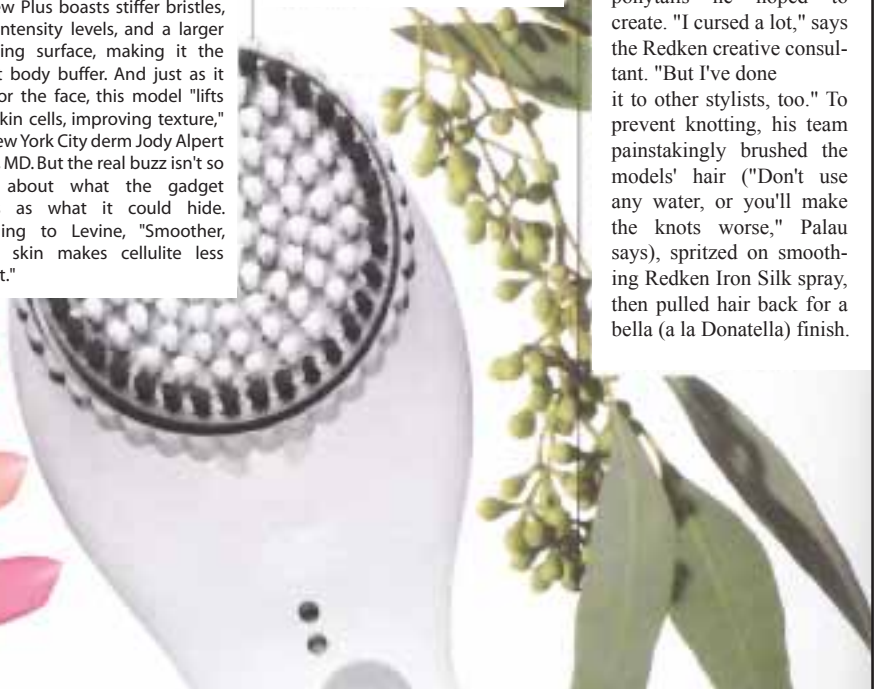 ew Plus boasts stiffer bristles,
ntensity levels, and a larger
ing surface, making it the
t body buffer. And just as it
or the face, this model "lifts
kin cells, improving texture,"
ew York City derm Jody Alpert
, MD. But the real buzz isn't so
about what the gadget
as what it could hide.
ing to Levine, "Smoother,
skin makes cellulite less
t."
ponytails he hoped to
create. "I cursed a lot," says
the Redken creative consul-
tant. "But I've done
it to other stylists, too." To
prevent knotting, his team
painstakingly brushed the
models' hair ("Don't use
any water, or you'll make
the knots worse," Palau
says), spritzed on smooth-
ing Redken Iron Silk spray,
then pulled hair back for a
bella (a la Donatella) finish.